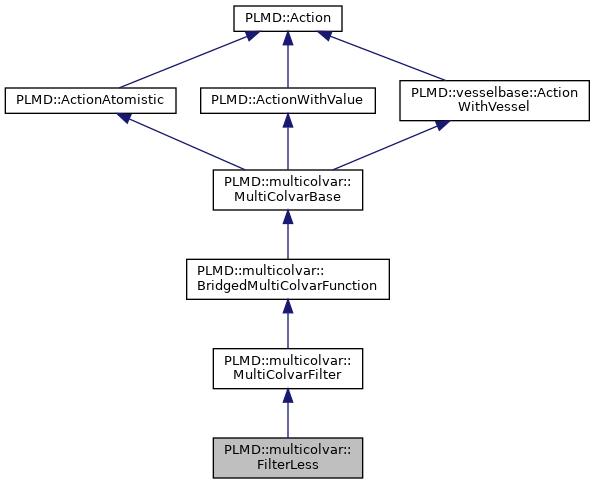 PLMD::Action
PLMD::ActionAtomistic
PLMD::ActionWithValue
PLMD::vesselbase::Action
WithVessel
PLMD::multicolvar::
MultiColvarBase
PLMD::multicolvar::
BridgedMultiColvarFunction
PLMD::multicolvar::
MultiColvarFilter
PLMD::multicolvar::
FilterLess